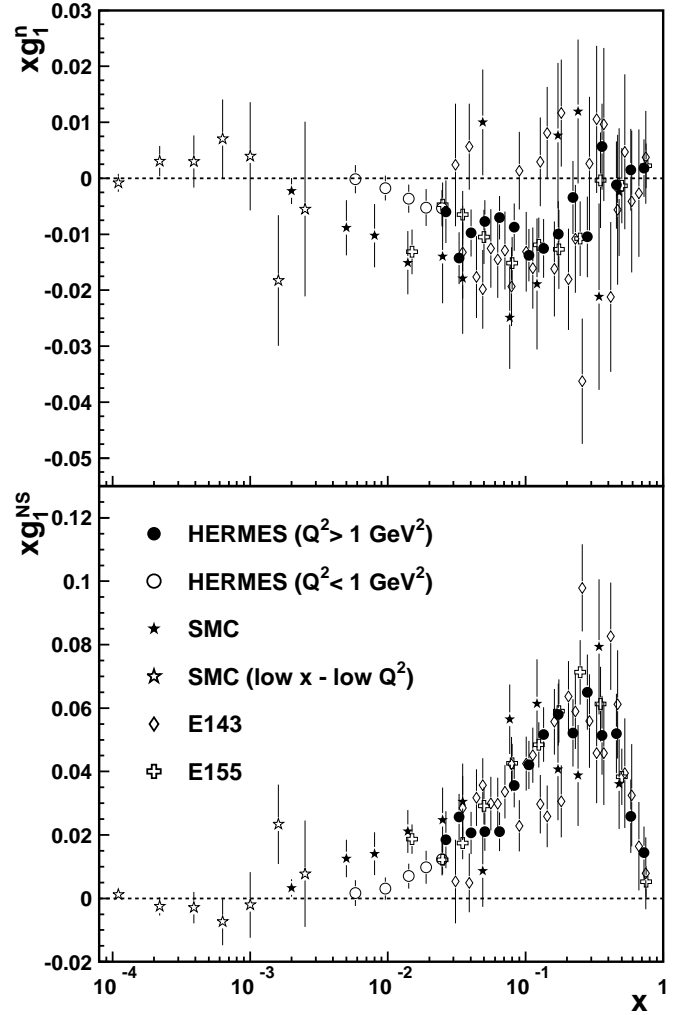 xg₁ⁿ
0.03
0.02
0.01
0
-0.01
-0.02
-0.03
-0.04
-0.05
xg₁ᴺˢ
0.12
0.1
0.08
0.06
0.04
0.02
0
-0.02
HERMES (Q²> 1 GeV²)
HERMES (Q²< 1 GeV²)
SMC
SMC (low x - low Q²)
E143
E155
10⁻⁴ 10⁻³ 10⁻² 10⁻¹ 1
x